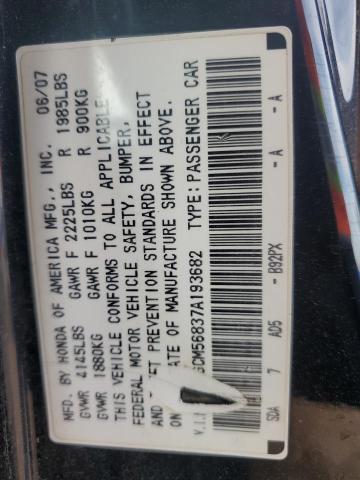 MFD. BY HONDA OF AMERICA MFG., INC. 06/07
GVWR 4145LBS GAWR F 2225LBS R 1985LBS
GVWR 1880KG GAWR F 1010KG R 900KG
THIS VEHICLE CONFORMS TO ALL APPLICABLE
FEDERAL MOTOR VEHICLE SAFETY, BUMPER,
AND THEFT PREVENTION STANDARDS IN EFFECT
ON DATE OF MANUFACTURE SHOWN ABOVE.
V.I. GCM56837A193682 TYPE: PASSENGER CAR
SDA 7 AD5 - B92PX - A - A